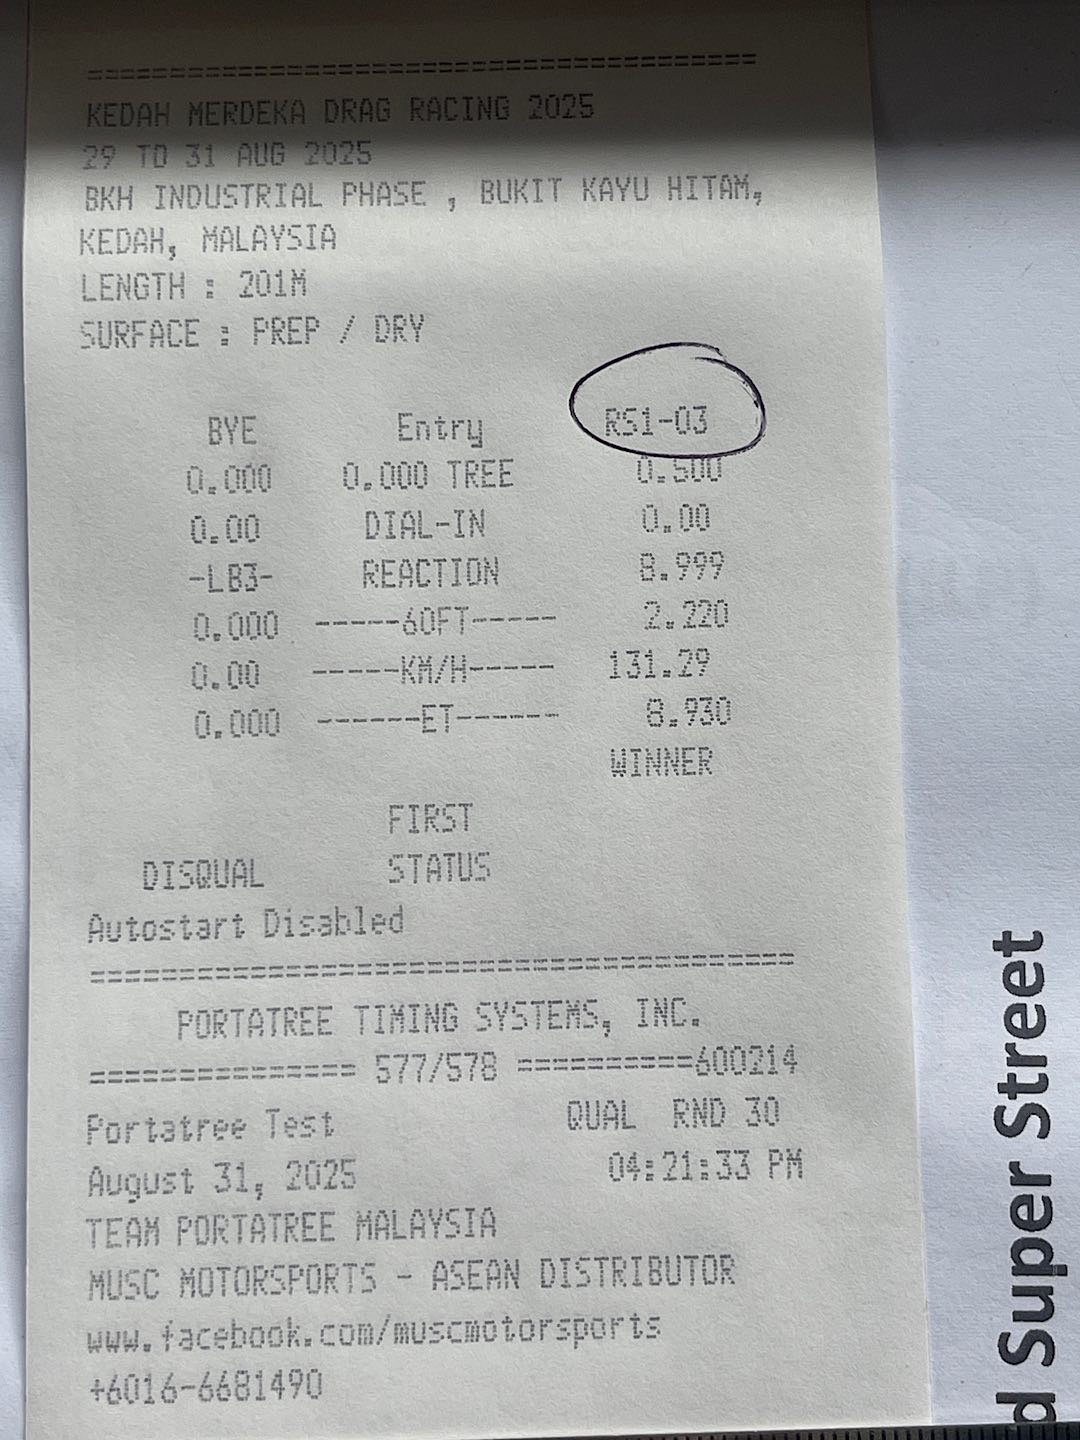 =======================================
KEDAH MERDEKA DRAG RACING 2025
29 TO 31 AUG 2025
BKH INDUSTRIAL PHASE , BUKIT KAYU HITAM,
KEDAH, MALAYSIA
LENGTH : 201M
SURFACE : PREP / DRY
BYE Entry RS1-03
0.000 0.000 TREE 0.500
0.00 DIAL-IN 0.00
-LB3- REACTION 8.999
0.000 -----60FT----- 2.220
0.00 -----KM/H----- 131.29
0.000 ------ET------ 8.930
WINNER
FIRST
DISQUAL STATUS
Autostart Disabled
========================================
PORTATREE TIMING SYSTEMS, INC.
=============== 577/578 ==========600214
Portatree Test QUAL RND 30
August 31, 2025 04:21:33 PM
TEAM PORTATREE MALAYSIA
MUSC MOTORSPORTS - ASEAN DISTRIBUTOR
www.facebook.com/muscmotorsports
+6016-6681490
d Super Street